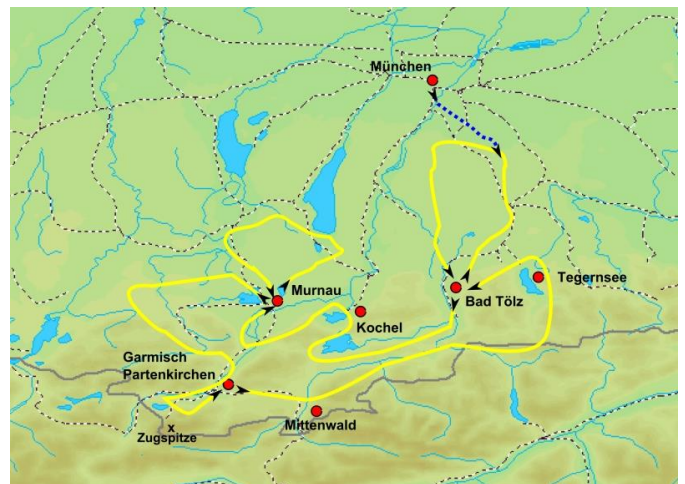 München
Tegernsee
Murnau
Bad Tölz
Kochel
Garmisch
Partenkirchen
Mittenwald
x
Zugspitze